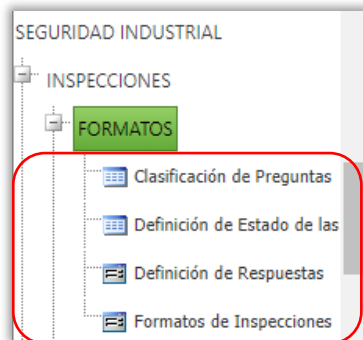 SEGURIDAD INDUSTRIAL
INSPECCIONES
FORMATOS
Clasificación de Preguntas
Definición de Estado de las
Definición de Respuestas
Formatos de Inspecciones